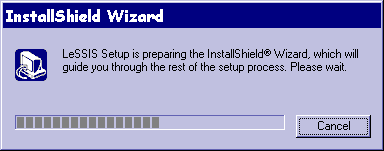 InstallShield Wizard
LeSSIS Setup is preparing the InstallShield® Wizard, which will
guide you through the rest of the setup process. Please wait.
Cancel